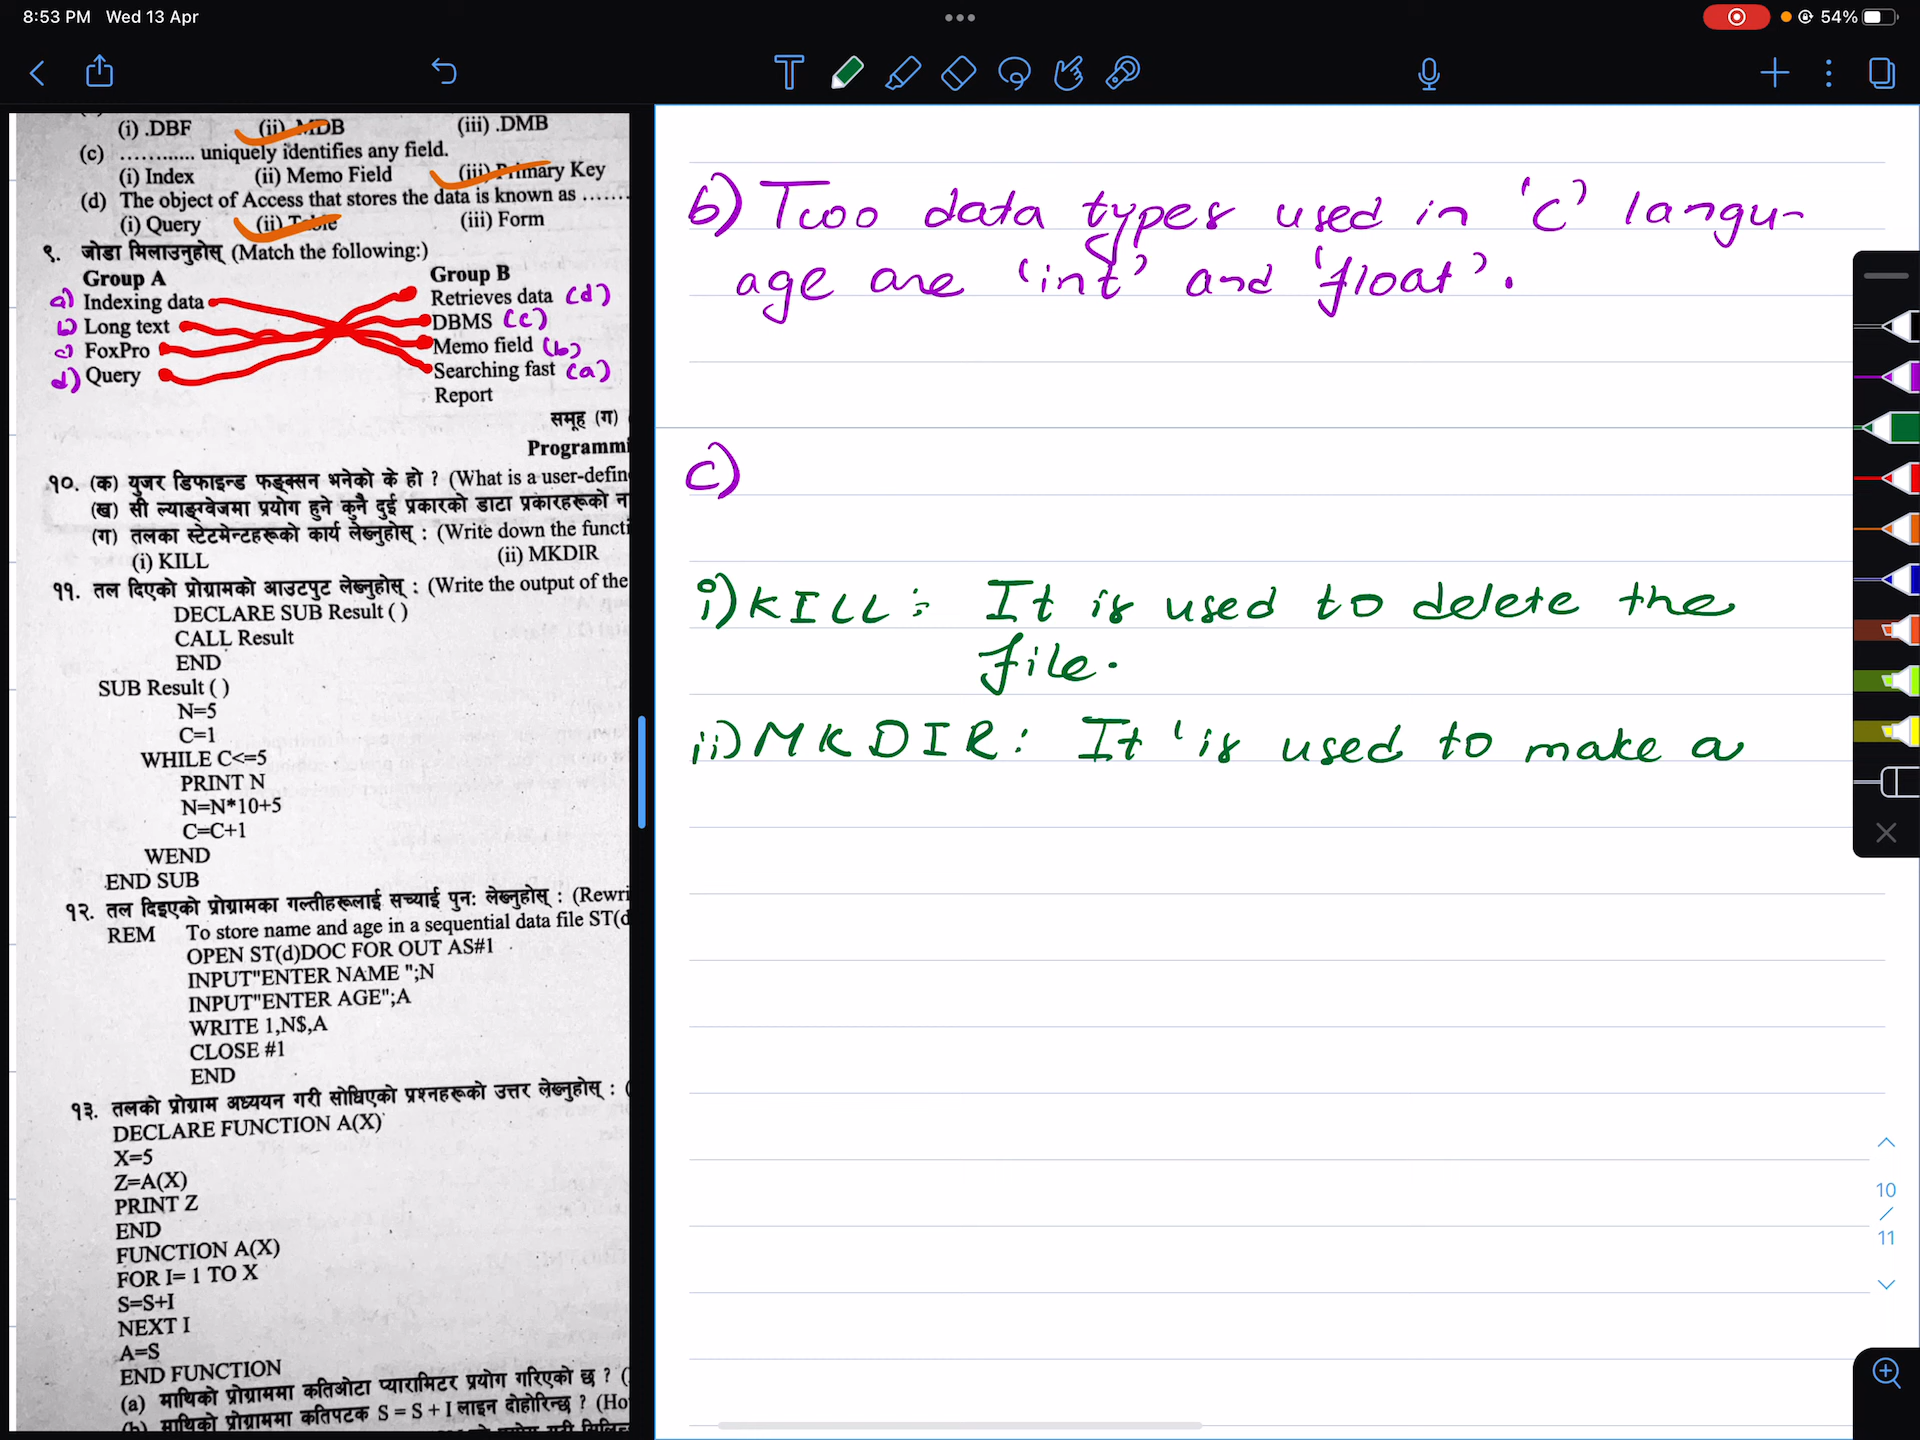 8:53 PM Wed 13 Apr
54%
(i) .DBF (ii) .MDB (iii) .DMB
(c) ............ uniquely identifies any field.
(i) Index (ii) Memo Field (iii) Primary Key
(d) The object of Access that stores the data is known as .......
(i) Query (ii) Table (iii) Form
९. जोडा मिलाउनुहोस् (Match the following:)
Group A Group B
a) Indexing data Retrieves data (d)
b) Long text DBMS (c)
c) FoxPro Memo field (b)
d) Query Searching fast (a)
Report
समूह (ग)
Programmi
१०. (क) युजर डिफाइन्ड फङ्क्सन भनेको के हो ? (What is a user-defin
(ख) सी ल्याङ्ग्वेजमा प्रयोग हुने कुनै दुई प्रकारको डाटा प्रकारहरूको न
(ग) तलका स्टेटमेन्टहरूको कार्य लेख्नुहोस् : (Write down the functi
(i) KILL (ii) MKDIR
११. तल दिएको प्रोग्रामको आउटपुट लेख्नुहोस् : (Write the output of the
DECLARE SUB Result ( )
CALL Result
END
SUB Result ( )
N=5
C=1
WHILE C<=5
PRINT N
N=N*10+5
C=C+1
WEND
END SUB
१२. तल दिइएको प्रोग्रामका गल्तीहरूलाई सच्याई पुन: लेख्नुहोस् : (Rewri
REM To store name and age in a sequential data file ST(d
OPEN ST(d)DOC FOR OUT AS#1
INPUT"ENTER NAME ";N
INPUT"ENTER AGE";A
WRITE 1,N$,A
CLOSE #1
END
१३. तलको प्रोग्राम अध्ययन गरी सोधिएको प्रश्नहरूको उत्तर लेख्नुहोस् : (
DECLARE FUNCTION A(X)
X=5
Z=A(X)
PRINT Z
END
FUNCTION A(X)
FOR I= 1 TO X
S=S+I
NEXT I
A=S
END FUNCTION
(a) माथिको प्रोग्राममा कतिओटा प्यारामिटर प्रयोग गरिएको छ ? (
(b) माथिको प्रोग्राममा कतिपटक S = S + I लाइन दोहोरिन्छ ? (Ho
b) Two data types used in 'C' langu-
age are 'int' and 'float'.
c)
i) KILL: It is used to delete the
file.
ii) MKDIR: It is used to make a
10
/
11